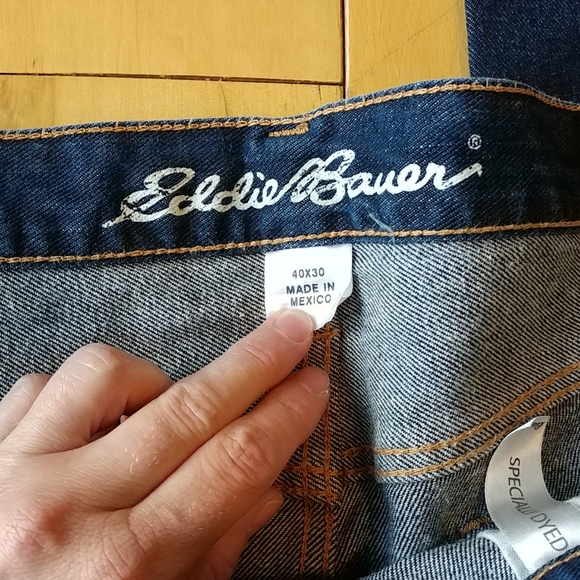 Eddie Bauer ®
40X30
MADE IN
MEXICO
SPECIALLY DYED